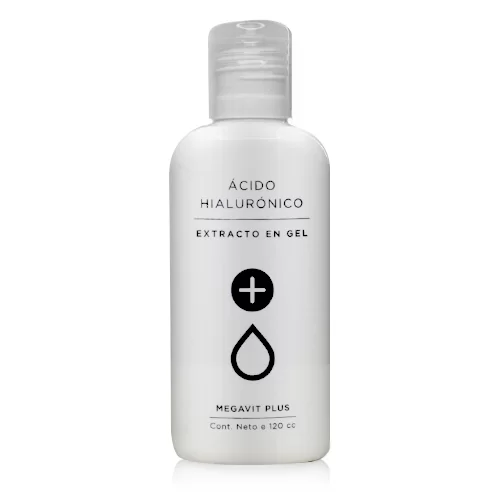 ÁCIDO
HIALURÓNICO
EXTRACTO EN GEL
MEGAVIT PLUS
Cont. Neto e 120 cc